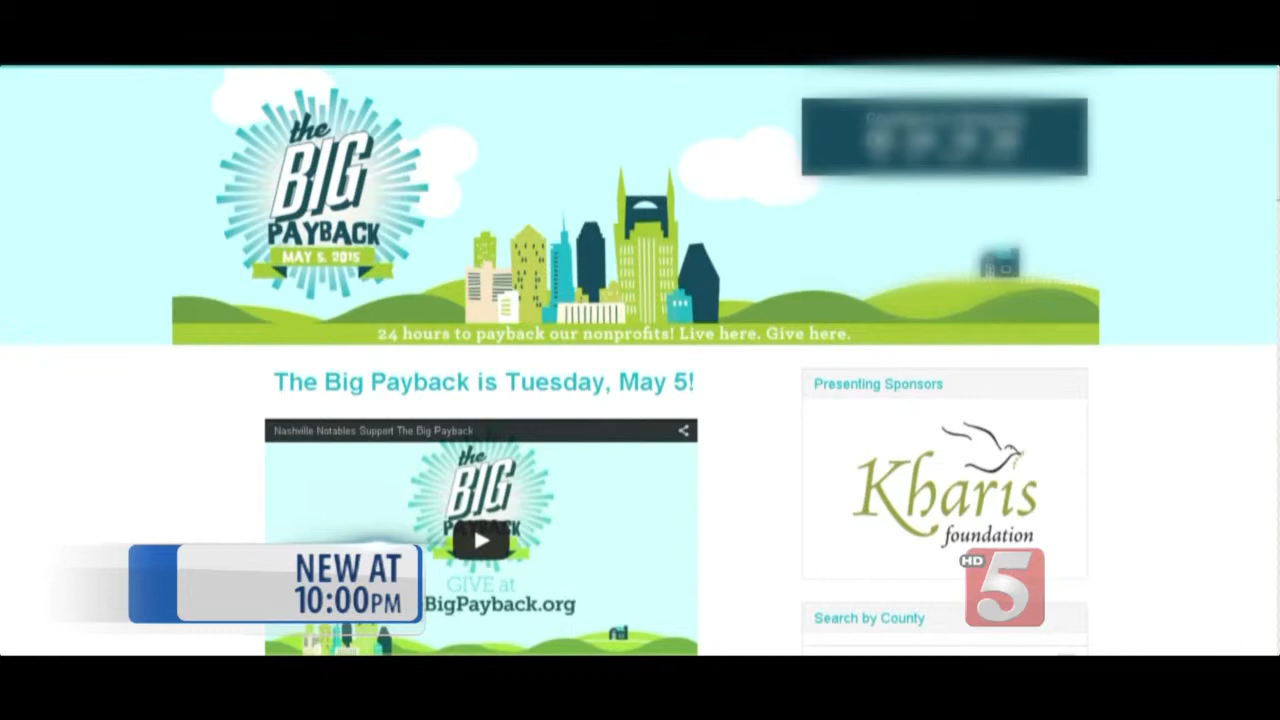 the
BIG
PAYBACK
MAY 5, 2015
24 hours to payback our nonprofits! Live here. Give here.
The Big Payback is Tuesday, May 5!
Nashville Notables Support The Big Payback
the
BIG
PAYBACK
GIVE at
BigPayback.org
Presenting Sponsors
Kharis
foundation
Search by County
NEW AT
10:00PM
HD
5